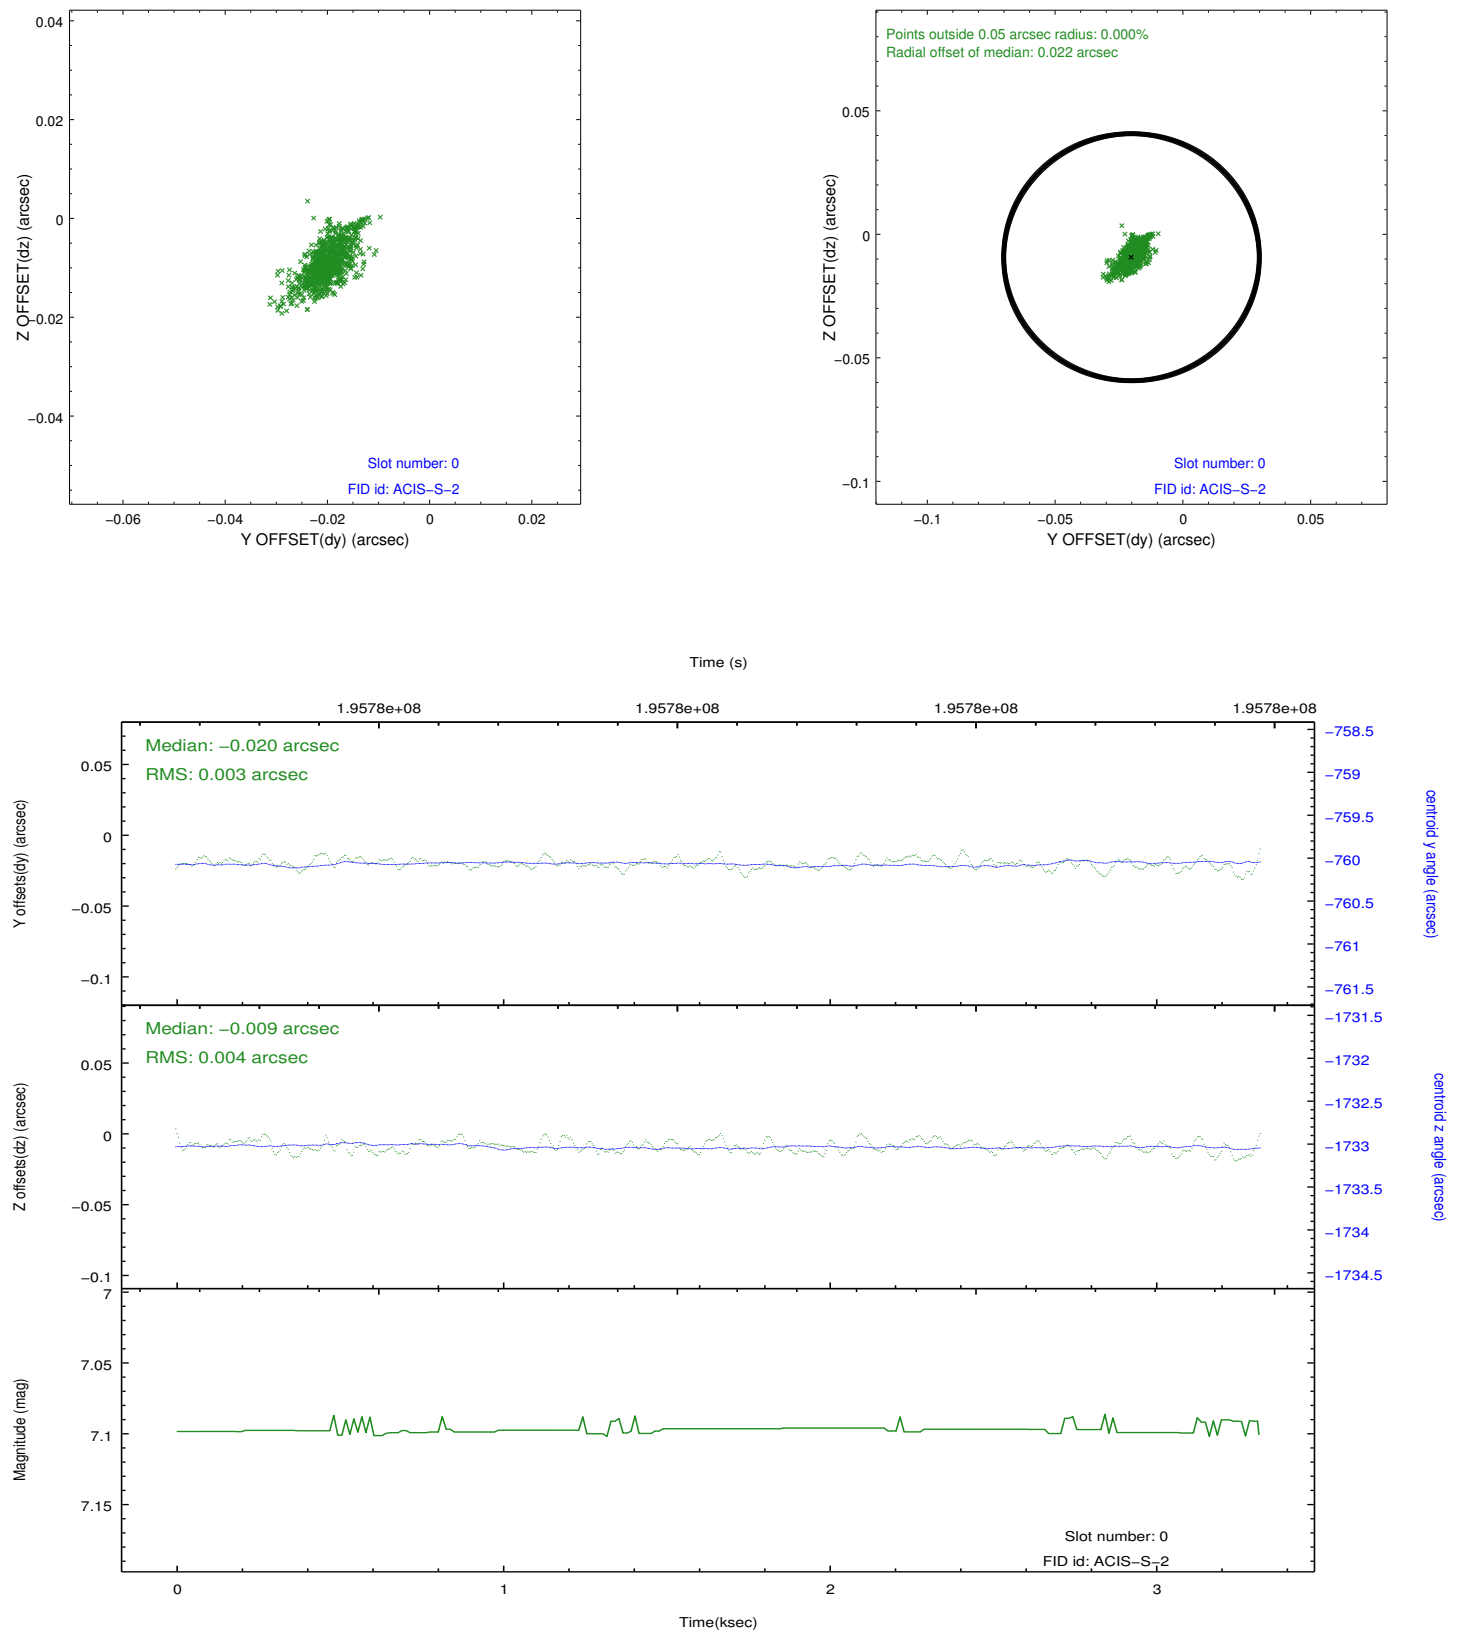 0.04
0.02
0
−0.02
−0.04
Z OFFSET(dz) (arcsec)
Slot number: 0
FID id: ACIS−S−2
−0.06
−0.04
−0.02
0
0.02
Y OFFSET(dy) (arcsec)
Points outside 0.05 arcsec radius: 0.000%
Radial offset of median: 0.022 arcsec
0.05
0
−0.05
−0.1
Z OFFSET(dz) (arcsec)
Slot number: 0
FID id: ACIS−S−2
−0.1
−0.05
0
0.05
Y OFFSET(dy) (arcsec)
Time (s)
1.9578e+08
1.9578e+08
1.9578e+08
1.9578e+08
Median: −0.020 arcsec
RMS: 0.003 arcsec
0.05
0
−0.05
−0.1
Y offsets(dy) (arcsec)
−758.5
−759
−759.5
−760
−760.5
−761
−761.5
centroid y angle (arcsec)
Median: −0.009 arcsec
RMS: 0.004 arcsec
0.05
0
−0.05
−0.1
Z offsets(dz) (arcsec)
−1731.5
−1732
−1732.5
−1733
−1733.5
−1734
−1734.5
centroid z angle (arcsec)
7
7.05
7.1
7.15
Magnitude (mag)
Slot number: 0
FID id: ACIS−S−2
0
1
2
3
Time(ksec)